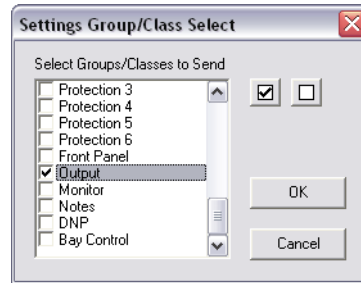 Settings Group/Class Select
Select Groups/Classes to Send
Protection 3
Protection 4
Protection 5
Protection 6
Front Panel
Output
Monitor
Notes
DNP
Bay Control
OK
Cancel